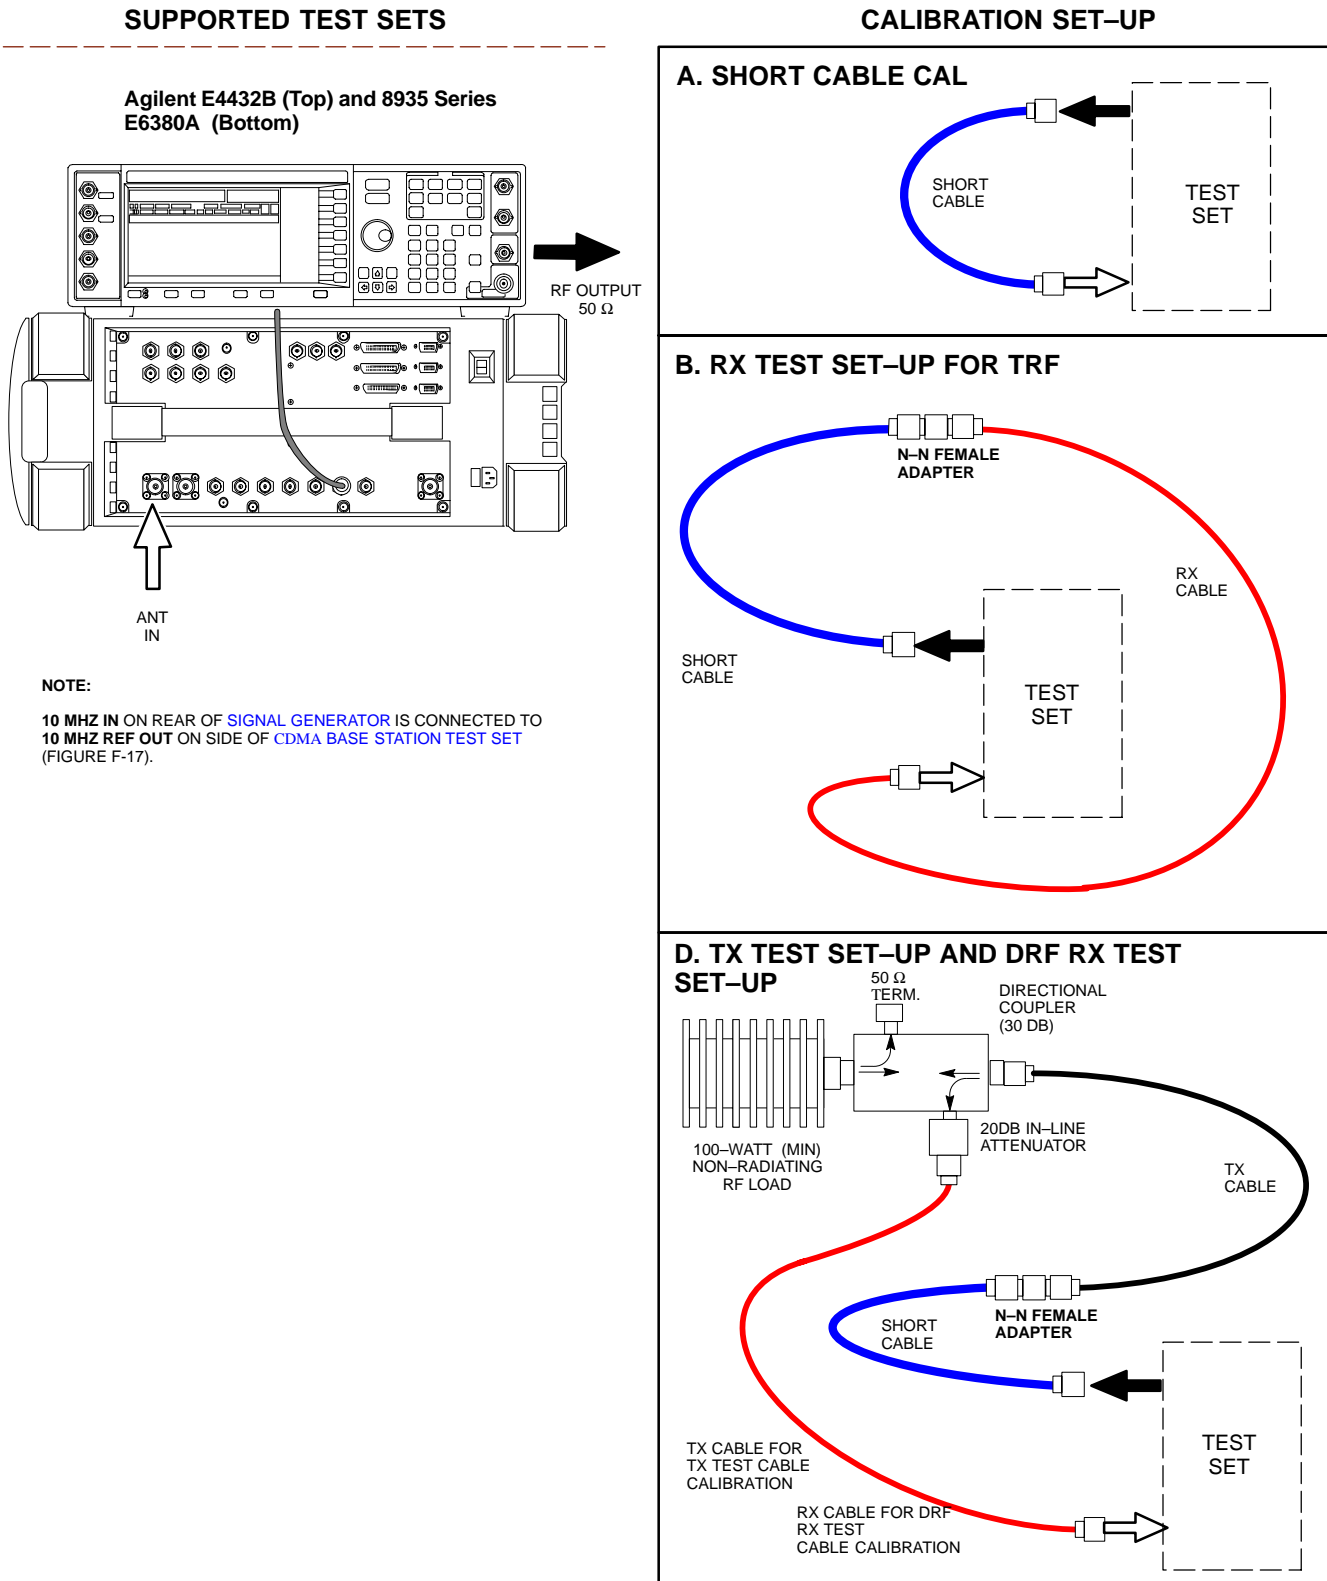 SUPPORTED TEST SETS
CALIBRATION SET–UP
Agilent E4432B (Top) and 8935 Series
E6380A (Bottom)
RF OUTPUT
50 Ω
ANT
IN
NOTE:
10 MHZ IN ON REAR OF SIGNAL GENERATOR IS CONNECTED TO
10 MHZ REF OUT ON SIDE OF CDMA BASE STATION TEST SET
(FIGURE F-17).
A. SHORT CABLE CAL
SHORT
CABLE
TEST
SET
B. RX TEST SET–UP FOR TRF
N–N FEMALE
ADAPTER
RX
CABLE
SHORT
CABLE
TEST
SET
D. TX TEST SET–UP AND DRF RX TEST
SET–UP
50 Ω
TERM.
DIRECTIONAL
COUPLER
(30 DB)
20DB IN–LINE
ATTENUATOR
100–WATT (MIN)
NON–RADIATING
RF LOAD
TX
CABLE
N–N FEMALE
ADAPTER
SHORT
CABLE
TEST
SET
TX CABLE FOR
TX TEST CABLE
CALIBRATION
RX CABLE FOR DRF
RX TEST
CABLE CALIBRATION